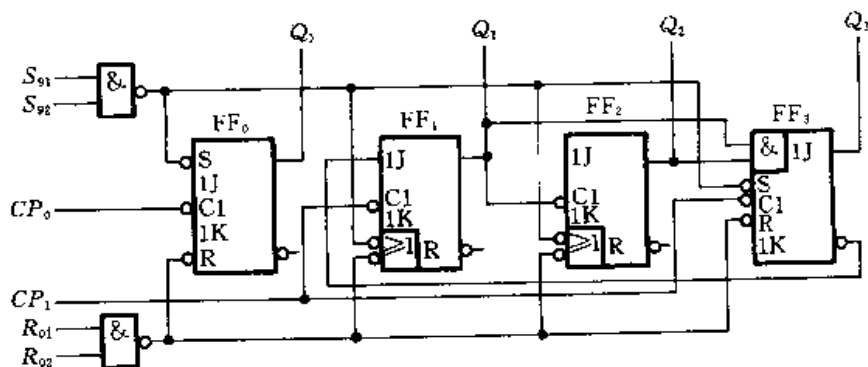 Q₀ Q₁ Q₂ Q₃
S₉₁
S₉₂
&
FF₀ FF₁ FF₂ FF₃
S
1J
C1
1K
R
1J
C1
1K
≥1 R
1J
C1
1K
≥1 R
& 1J
S
C1
R
1K
CP₀
CP₁
R₀₁
R₀₂
&